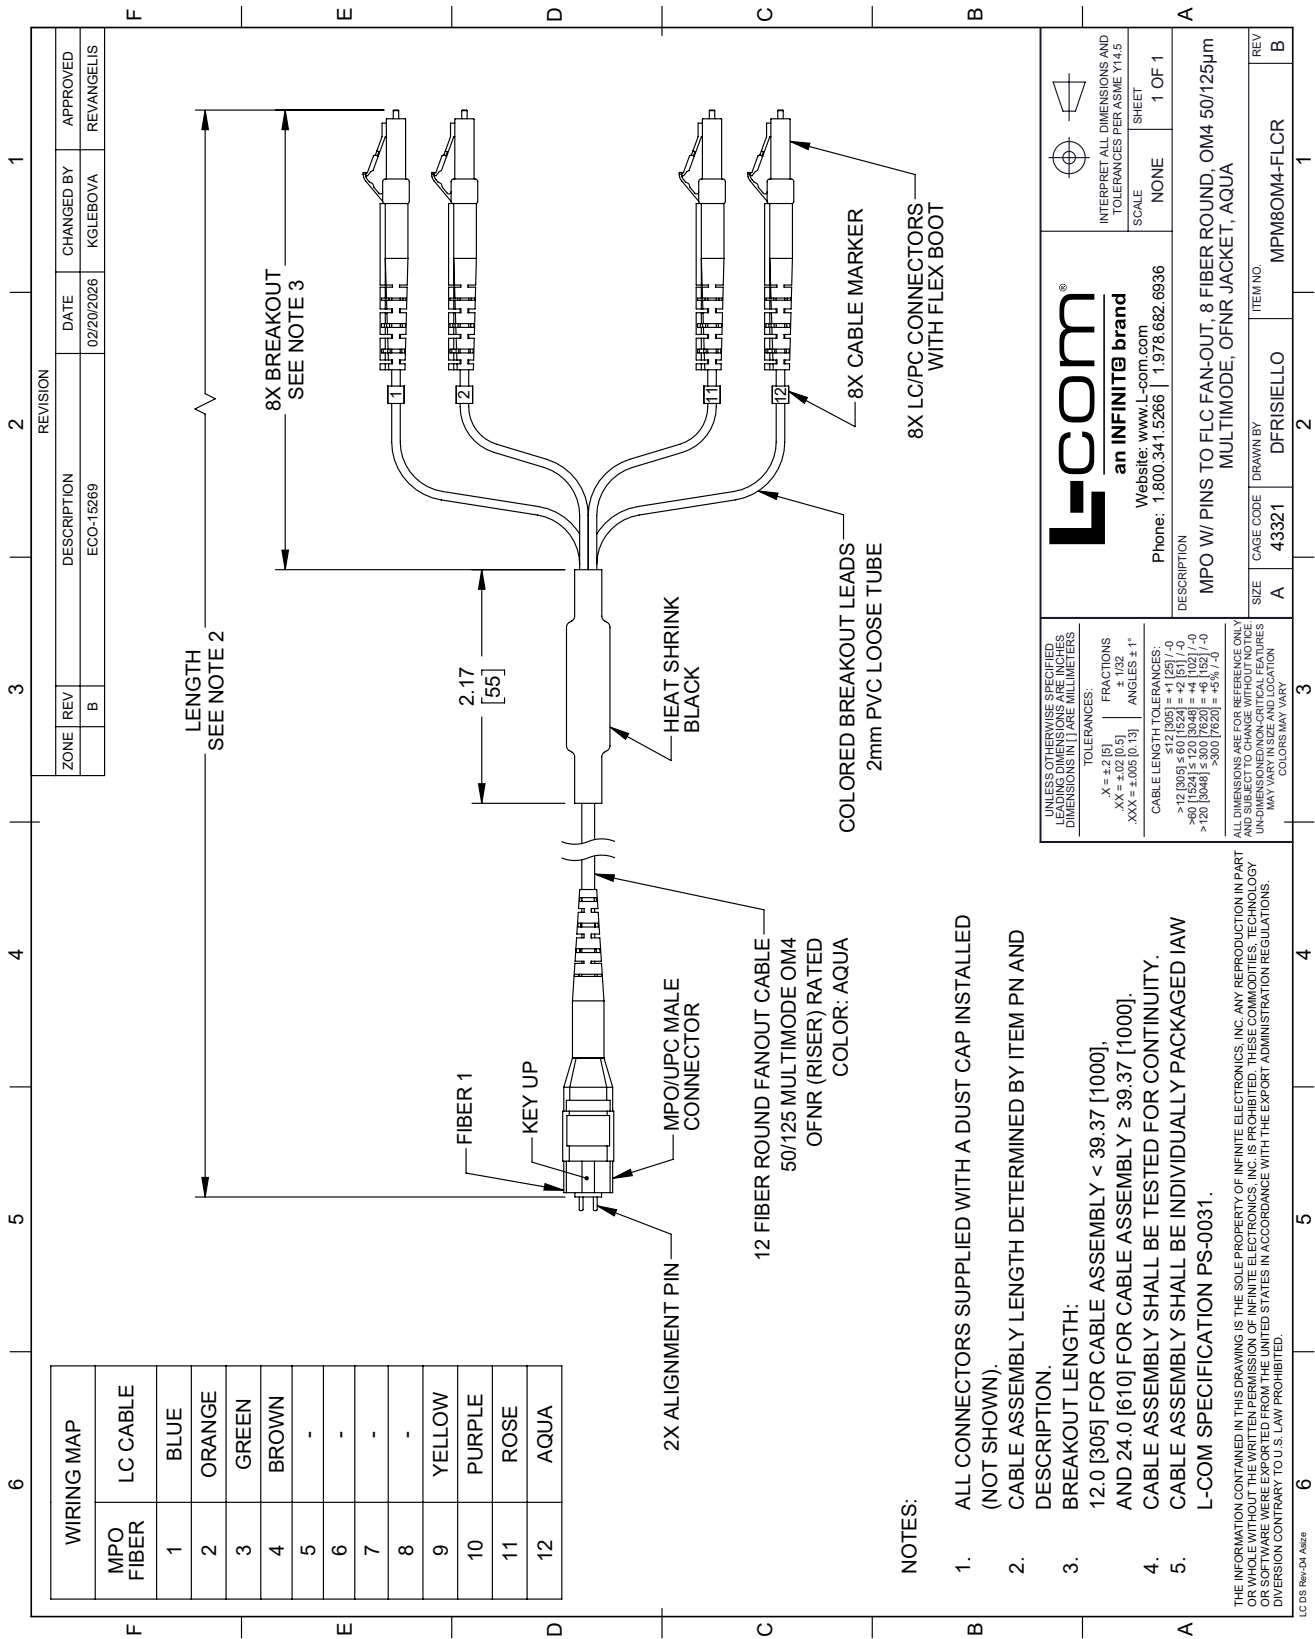 REVISION
ZONE REV DESCRIPTION DATE CHANGED BY APPROVED
B ECO-15269 02/20/2026 KGLEBOVA REVANGELIS
6 5 4 3 2 1
F
E
D
C
B
A
WIRING MAP
MPO FIBER LC CABLE
1 BLUE
2 ORANGE
3 GREEN
4 BROWN
5 -
6 -
7 -
8 -
9 YELLOW
10 PURPLE
11 ROSE
12 AQUA
LENGTH
SEE NOTE 2
8X BREAKOUT
SEE NOTE 3
2.17
[55]
FIBER 1
KEY UP
MPO/UPC MALE
CONNECTOR
2X ALIGNMENT PIN
12 FIBER ROUND FANOUT CABLE
50/125 MULTIMODE OM4
OFNR (RISER) RATED
COLOR: AQUA
HEAT SHRINK
BLACK
COLORED BREAKOUT LEADS
2mm PVC LOOSE TUBE
1
2
11
12
8X CABLE MARKER
8X LC/PC CONNECTORS
WITH FLEX BOOT
NOTES:
1. ALL CONNECTORS SUPPLIED WITH A DUST CAP INSTALLED
(NOT SHOWN).
2. CABLE ASSEMBLY LENGTH DETERMINED BY ITEM PN AND
DESCRIPTION.
3. BREAKOUT LENGTH:
12.0 [305] FOR CABLE ASSEMBLY < 39.37 [1000],
AND 24.0 [610] FOR CABLE ASSEMBLY ≥ 39.37 [1000].
4. CABLE ASSEMBLY SHALL BE TESTED FOR CONTINUITY.
5. CABLE ASSEMBLY SHALL BE INDIVIDUALLY PACKAGED IAW
L-COM SPECIFICATION PS-0031.
THE INFORMATION CONTAINED IN THIS DRAWING IS THE SOLE PROPERTY OF INFINITE ELECTRONICS, INC. ANY REPRODUCTION IN PART
OR WHOLE WITHOUT THE WRITTEN PERMISSION OF INFINITE ELECTRONICS, INC. IS PROHIBITED. THESE COMMODITIES, TECHNOLOGY
OR SOFTWARE WERE EXPORTED FROM THE UNITED STATES IN ACCORDANCE WITH THE EXPORT ADMINISTRATION REGULATIONS.
DIVERSION CONTRARY TO U.S. LAW PROHIBITED.
UNLESS OTHERWISE SPECIFIED
LEADING DIMENSIONS ARE INCHES
DIMENSIONS IN [ ] ARE MILLIMETERS
TOLERANCES:
.X = ±.2 [5] FRACTIONS
.XX = ±.02 [0.5] ± 1/32
.XXX = ±.005 [0.13] ANGLES ± 1°
CABLE LENGTH TOLERANCES:
≤12 [305] = +1 [25] / -0
>12 [305] ≤ 60 [1524] = +2 [51] / -0
>60 [1524] ≤ 120 [3048] = +4 [102] / -0
>120 [3048] ≤ 300 [7620] = +6 [152] / -0
>300 [7620] = +5% / -0
ALL DIMENSIONS ARE FOR REFERENCE ONLY
AND SUBJECT TO CHANGE WITHOUT NOTICE.
UN-DIMENSIONED/NON-CRITICAL FEATURES
MAY VARY IN SIZE AND LOCATION
COLORS MAY VARY
L-com®
an INFINIT@ brand
Website: www.L-com.com
Phone: 1.800.341.5266 | 1.978.682.6936
INTERPRET ALL DIMENSIONS AND
TOLERANCES PER ASME Y14.5
SCALE NONE SHEET 1 OF 1
DESCRIPTION
MPO W/ PINS TO FLC FAN-OUT, 8 FIBER ROUND, OM4 50/125µm
MULTIMODE, OFNR JACKET, AQUA
SIZE CAGE CODE DRAWN BY ITEM NO. REV
A 43321 DFRISIELLO MPM8OM4-FLCR B
F
E
D
C
B
A
6 5 4 3 2 1
LC DS Rev-D4 Asize